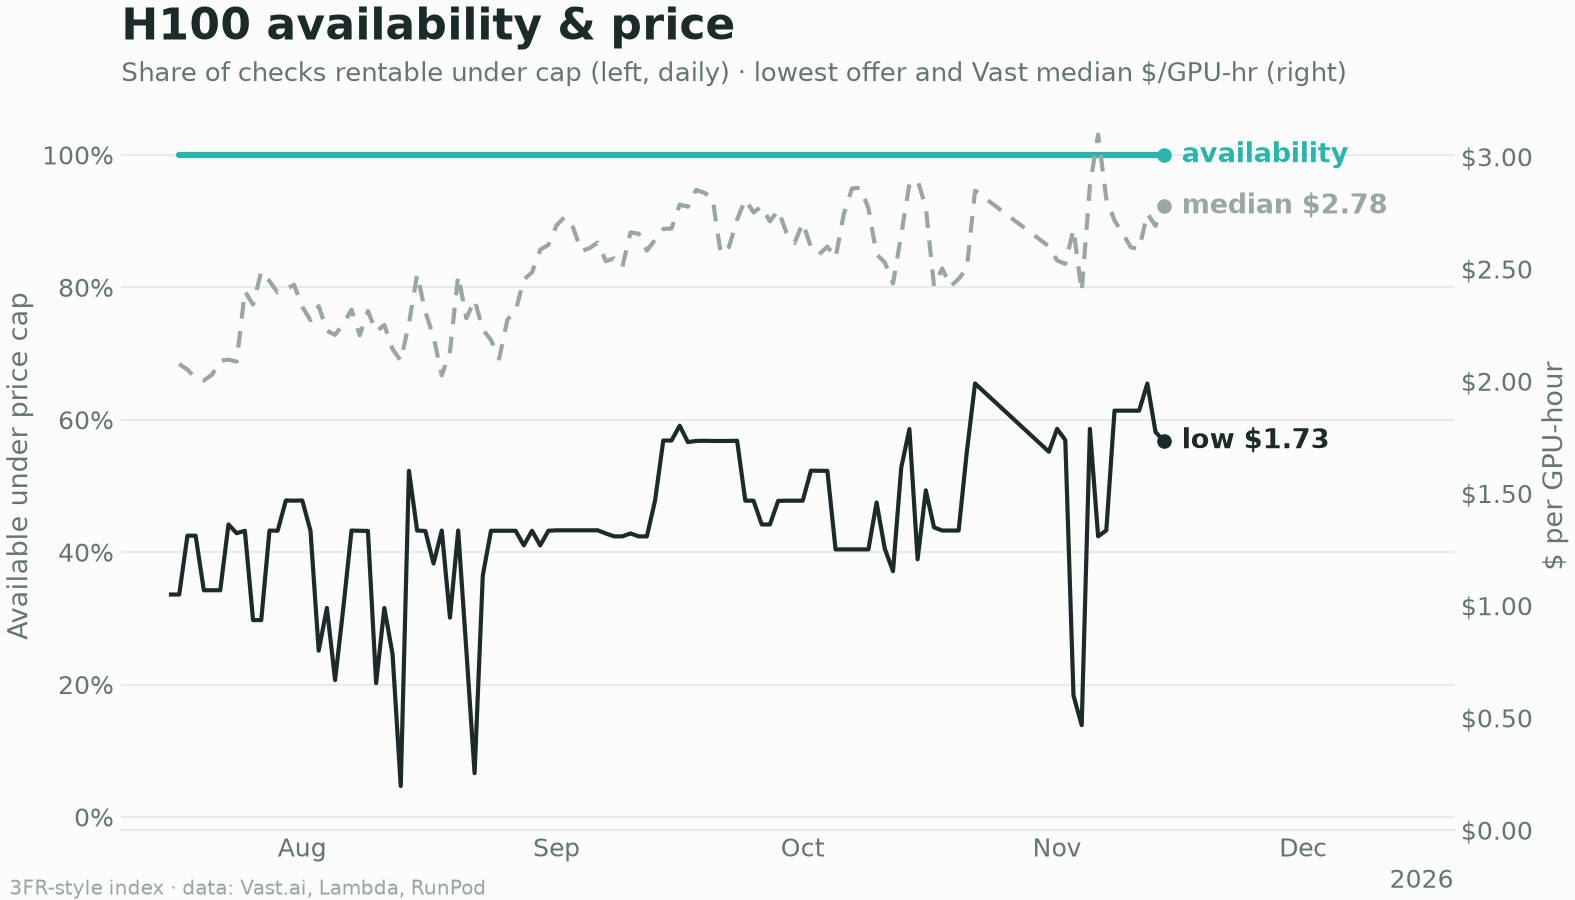 H100 availability & price
Share of checks rentable under cap (left, daily) · lowest offer and Vast median $/GPU-hr (right)
100%
80%
60%
40%
20%
0%
Available under price cap
availability
median $2.78
low $1.73
$3.00
$2.50
$2.00
$1.50
$1.00
$0.50
$0.00
$ per GPU-hour
Aug Sep Oct Nov Dec
2026
3FR-style index · data: Vast.ai, Lambda, RunPod